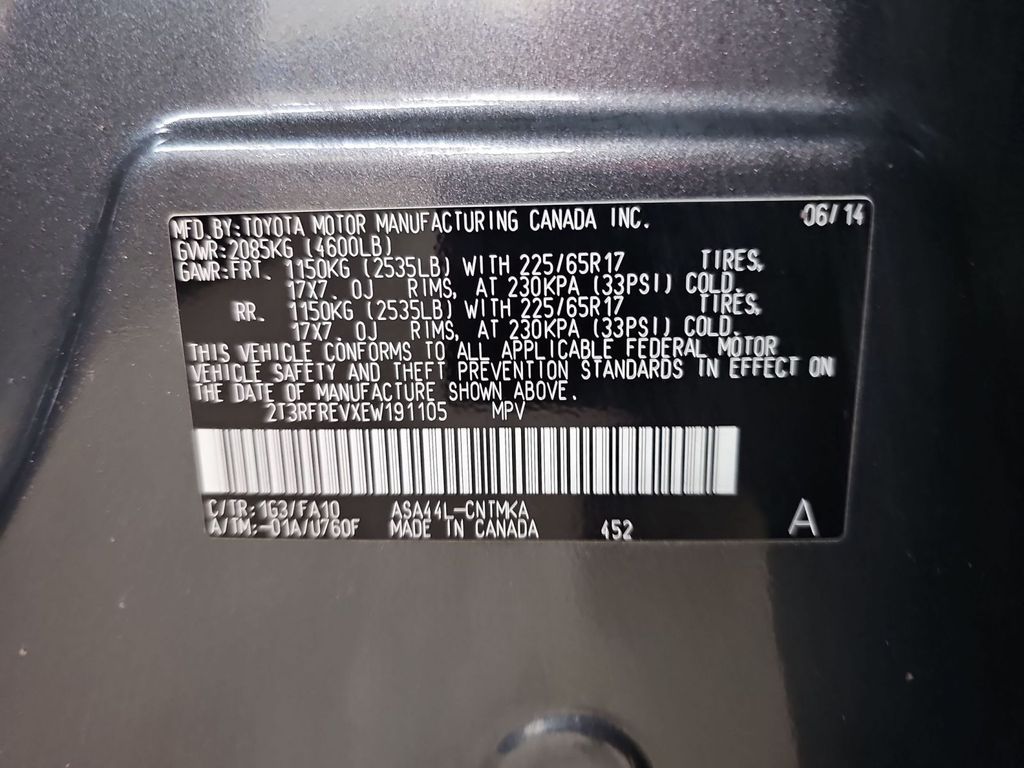 MFD.BY:TOYOTA MOTOR MANUFACTURING CANADA INC. 06/14
GVWR:2085KG (4600LB)
GAWR:FRT. 1150KG (2535LB) WITH 225/65R17 TIRES,
17X7.0J RIMS, AT 230KPA (33PSI) COLD.
RR. 1150KG (2535LB) WITH 225/65R17 TIRES,
17X7.0J RIMS, AT 230KPA (33PSI) COLD.
THIS VEHICLE CONFORMS TO ALL APPLICABLE FEDERAL MOTOR
VEHICLE SAFETY AND THEFT PREVENTION STANDARDS IN EFFECT ON
THE DATE OF MANUFACTURE SHOWN ABOVE.
2T3RFREVXEW191105 MPV
C/TR:1G3/FA10 ASA44L-CNTMKA
A/TM:-01A/U760F MADE IN CANADA 452 A